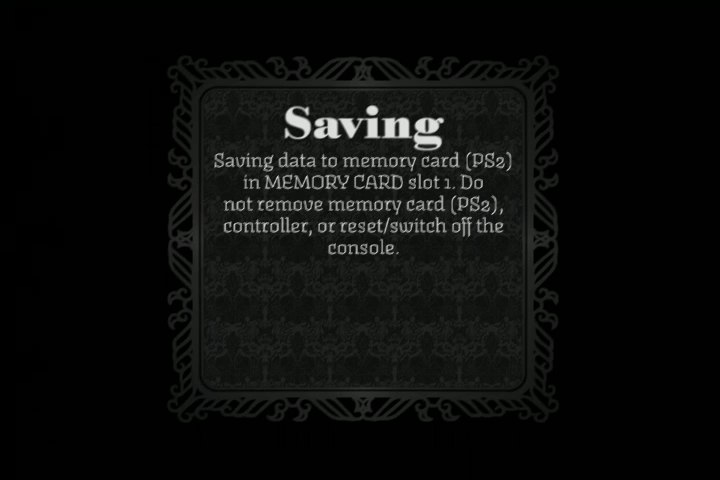 Saving
Saving data to memory card (PS2)
in MEMORY CARD slot 1. Do
not remove memory card (PS2),
controller, or reset/switch off the
console.